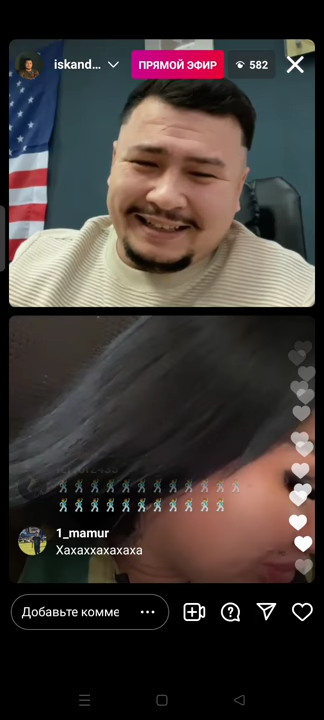 iskand...
ПРЯМОЙ ЭФИР
582
1_mamur
Хахаххахахаха
Добавьте комме